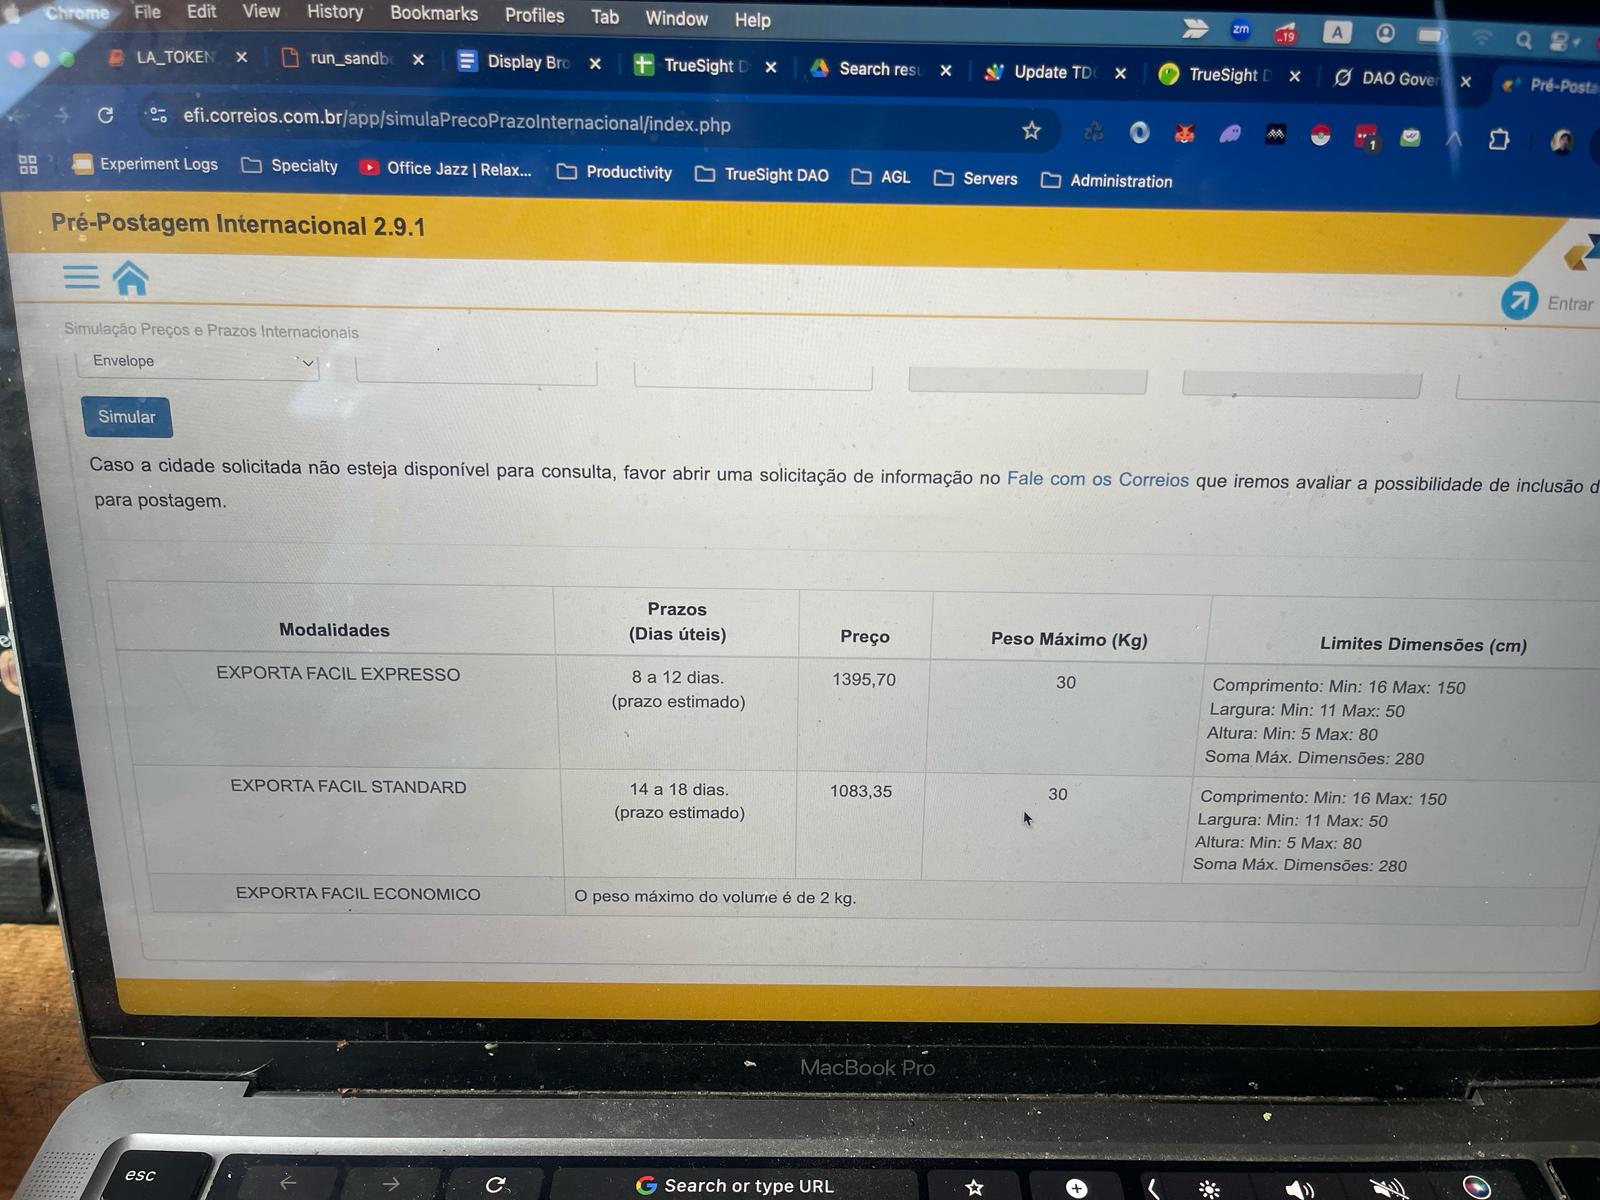 Chrome File Edit View History Bookmarks Profiles Tab Window Help
zm ..19 A
LA_TOKEN run_sandb Display Bro TrueSight D Search resu Update TD TrueSight D DAO Gover Pré-Posta
efi.correios.com.br/app/simulaPrecoPrazoInternacional/index.php
1
Experiment Logs Specialty Office Jazz | Relax... Productivity TrueSight DAO AGL Servers Administration
Pré-Postagem Internacional 2.9.1
Entrar
Simulação Preços e Prazos Internacionais
Envelope
Simular
Caso a cidade solicitada não esteja disponível para consulta, favor abrir uma solicitação de informação no Fale com os Correios que iremos avaliar a possibilidade de inclusão d
para postagem.
Modalidades
Prazos
(Dias úteis)
Preço
Peso Máximo (Kg)
Limites Dimensões (cm)
EXPORTA FACIL EXPRESSO
8 a 12 dias.
(prazo estimado)
1395,70
30
Comprimento: Min: 16 Max: 150
Largura: Min: 11 Max: 50
Altura: Min: 5 Max: 80
Soma Máx. Dimensões: 280
EXPORTA FACIL STANDARD
14 a 18 dias.
(prazo estimado)
1083,35
30
Comprimento: Min: 16 Max: 150
Largura: Min: 11 Max: 50
Altura: Min: 5 Max: 80
Soma Máx. Dimensões: 280
EXPORTA FACIL ECONOMICO
O peso máximo do volume é de 2 kg.
MacBook Pro
esc
Search or type URL